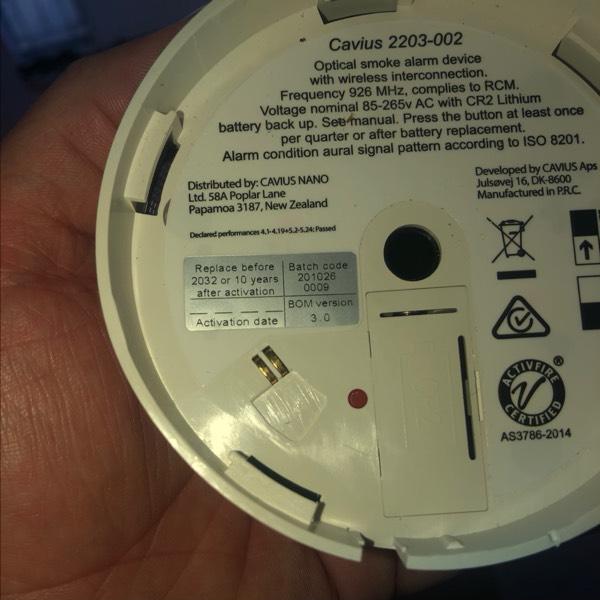 Cavius 2203-002
Optical smoke alarm device
with wireless interconnection.
Frequency 926 MHz, complies to RCM.
Voltage nominal 85-265v AC with CR2 Lithium
battery back up. See manual. Press the button at least once
per quarter or after battery replacement.
Alarm condition aural signal pattern according to ISO 8201.
Distributed by: CAVIUS NANO
Ltd. 58A Poplar Lane
Papamoa 3187, New Zealand
Developed by CAVIUS Aps
Julsøvej 16, DK-8600
Manufactured in P.R.C.
Declared performances 4.1-4.19+5.2-5.24: Passed
Replace before
2032 or 10 years
after activation
Activation date
Batch code
201026
0009
BOM version
3.0
ACTIVFIRE
®
CERTIFIED
AS3786-2014